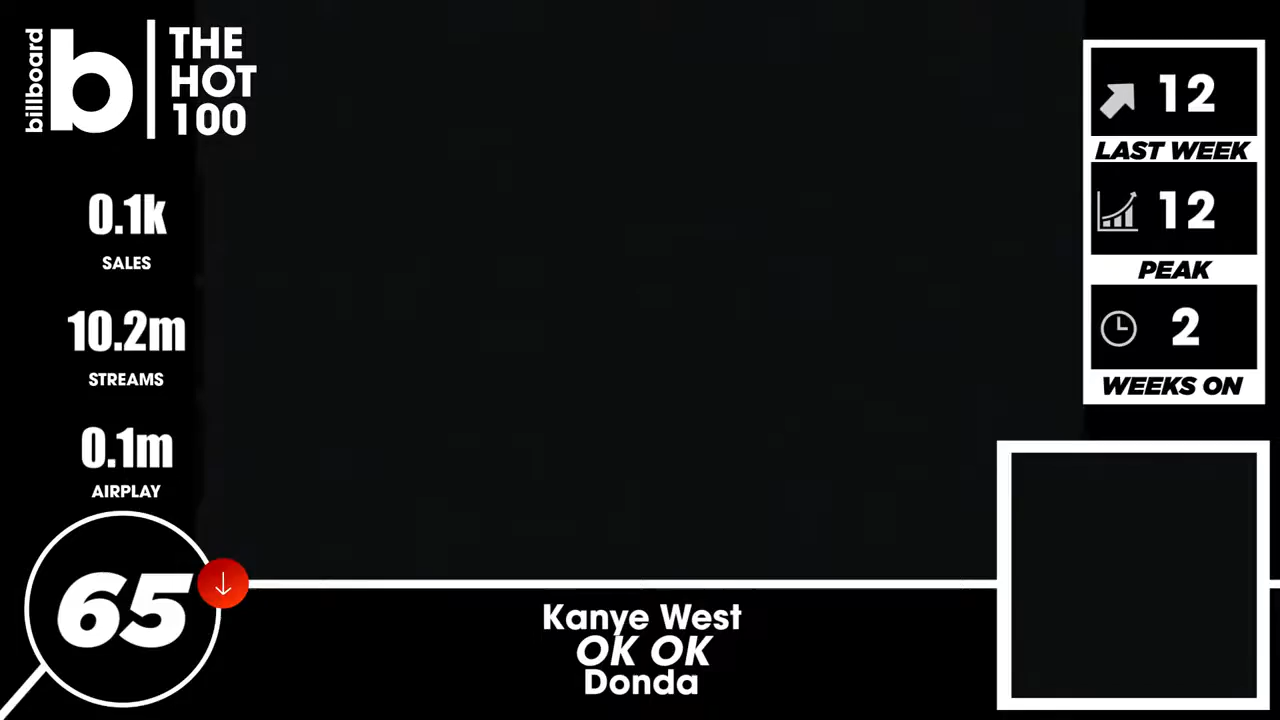 billboard
b
THE
HOT
100
0.1k
SALES
10.2m
STREAMS
0.1m
AIRPLAY
65
12
LAST WEEK
12
PEAK
2
WEEKS ON
Kanye West
OK OK
Donda